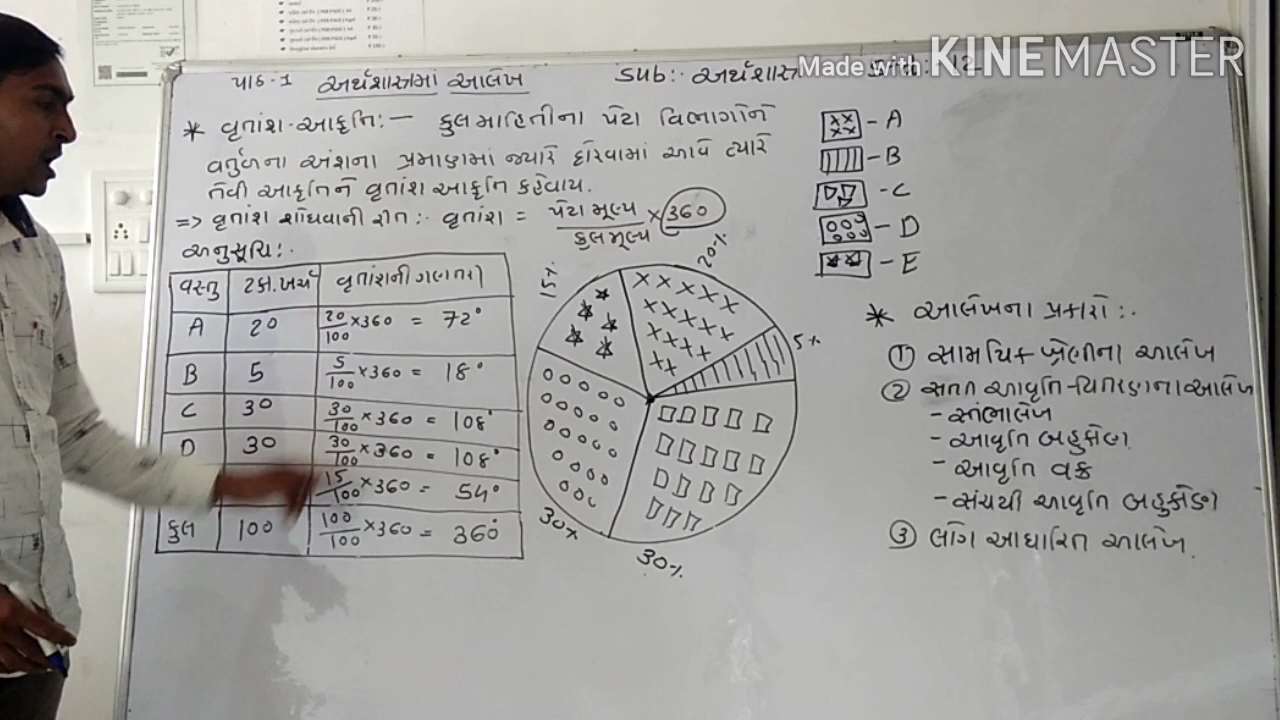 પાઠ-1 અર્થશાસ્ત્રમાં આલેખ Sub:- અર્થશાસ્ત્ર
Made with KINEMASTER
* વૃતાંશ-આકૃતિ:- કુલ માહિતીના પેટા વિભાગોને
વર્તુળના અંશના પ્રમાણમાં જ્યારે દોરવામાં આવે ત્યારે
તેવી આકૃતિને વૃતાંશ આકૃતિ કહેવાય.
=> વૃતાંશ શોધવાની રીત:- વૃતાંશ = પેટા મૂલ્ય / કુલ મૂલ્ય × 360
અનુસૂચિ:-
વસ્તુ ટકા.ખર્ચ વૃતાંશની ગણતરી
A 20 20/100 × 360 = 72°
B 5 5/100 × 360 = 18°
C 30 30/100 × 360 = 108°
D 30 30/100 × 360 = 108°
15/100 × 360 = 54°
કુલ 100 100/100 × 360 = 360°
15%
20%
5%
30%
30%
- A
- B
- C
- D
- E
* આલેખના પ્રકારો:-
① સામયિક શ્રેણીના આલેખ
② સતત આવૃતિ-વિતરણના આલેખ
- સ્તંભાલેખ
- આવૃતિ બહુકોણ
- આવૃતિ વક્ર
- સંચયી આવૃતિ બહુકોણ
③ લોગ આધારિત આલેખ.